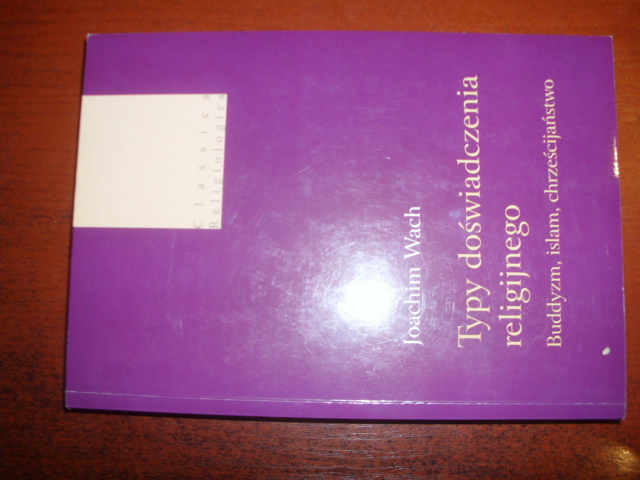 Classica
Religiologica
Joachim Wach
Typy doświadczenia
religijnego
Buddyzm, islam, chrześcijaństwo